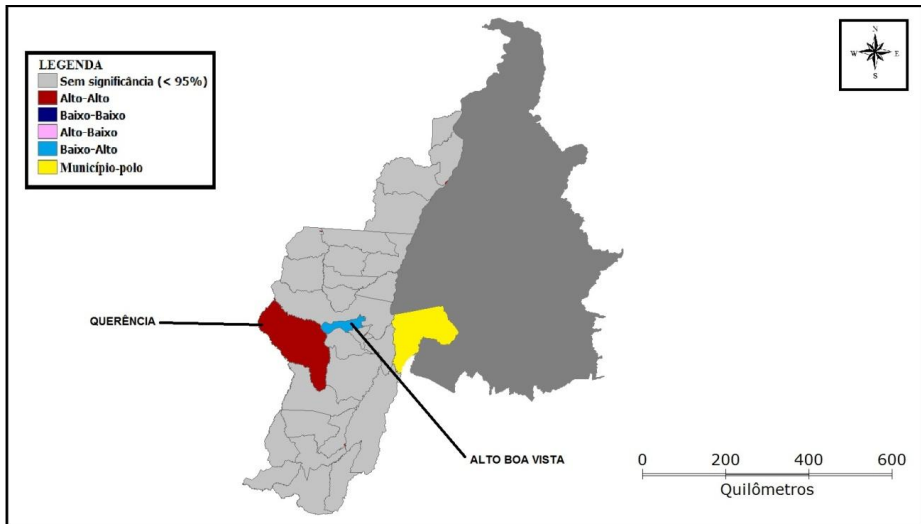 LEGENDA
Sem significância (< 95%)
Alto-Alto
Baixo-Baixo
Alto-Baixo
Baixo-Alto
Município-polo
N
W E
S
QUERÊNCIA
ALTO BOA VISTA
0 200 400 600
Quilômetros